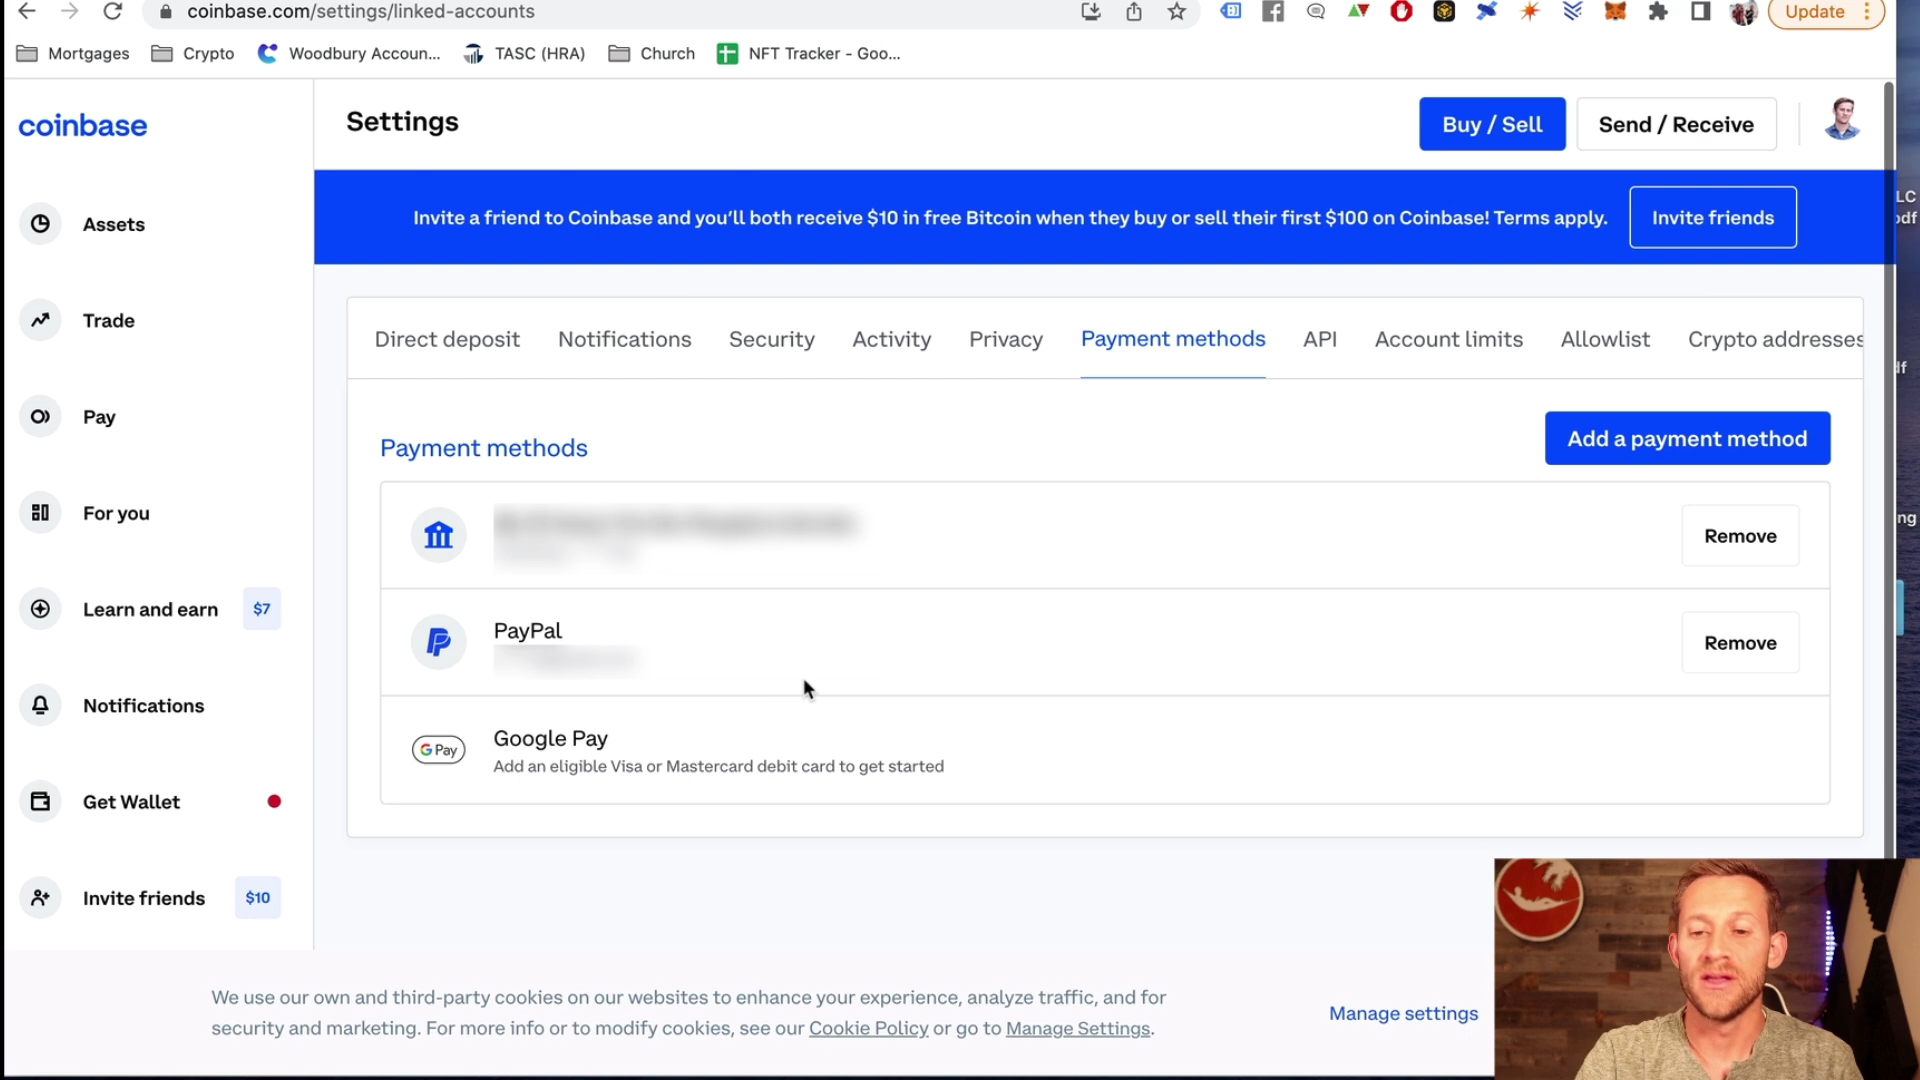 coinbase.com/settings/linked-accounts
Update
Mortgages
Crypto
Woodbury Accoun...
TASC (HRA)
Church
NFT Tracker - Goo...
coinbase
Settings
Buy / Sell
Send / Receive
Invite a friend to Coinbase and you'll both receive $10 in free Bitcoin when they buy or sell their first $100 on Coinbase! Terms apply.
Invite friends
Assets
Trade
Pay
For you
Learn and earn
$7
Notifications
Get Wallet
Invite friends
$10
Direct deposit
Notifications
Security
Activity
Privacy
Payment methods
API
Account limits
Allowlist
Crypto addresses
Payment methods
Add a payment method
Remove
PayPal
Remove
G Pay
Google Pay
Add an eligible Visa or Mastercard debit card to get started
We use our own and third-party cookies on our websites to enhance your experience, analyze traffic, and for
security and marketing. For more info or to modify cookies, see our Cookie Policy or go to Manage Settings.
Manage settings
LC